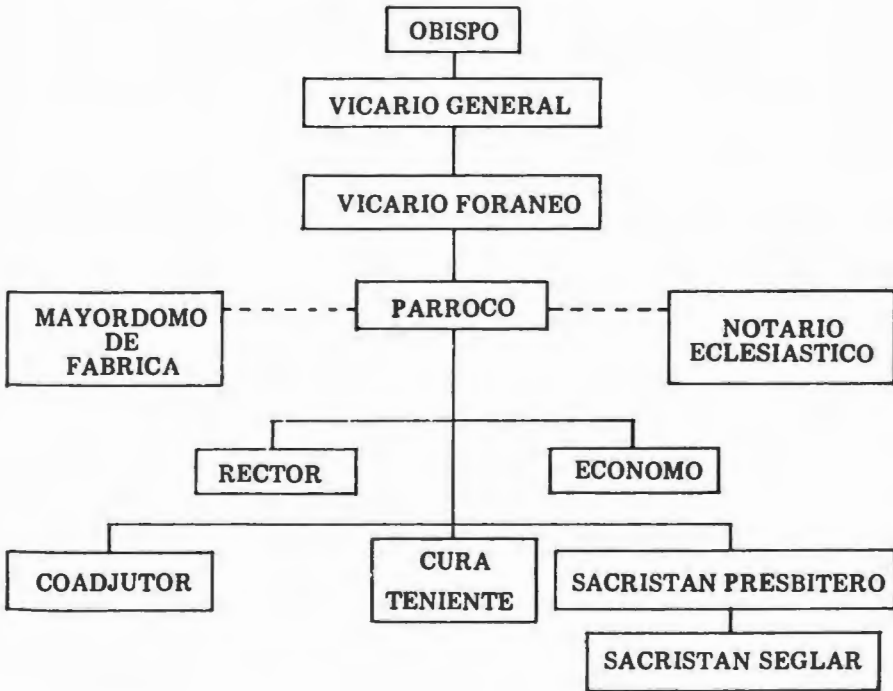 OBISPO
VICARIO GENERAL
VICARIO FORANEO
MAYORDOMO
DE
FABRICA
PARROCO
NOTARIO
ECLESIASTICO
RECTOR
ECONOMO
COADJUTOR
CURA
TENIENTE
SACRISTAN PRESBITERO
SACRISTAN SEGLAR